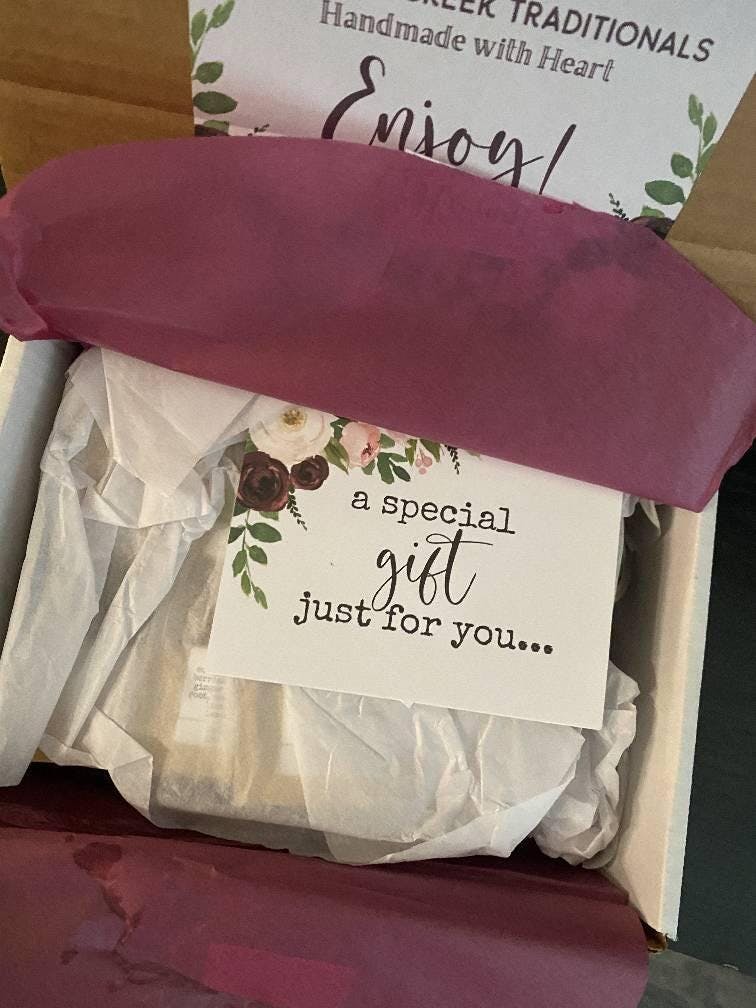 TRADITIONALS
Handmade with Heart
Enjoy!
a special
gift
just for you...